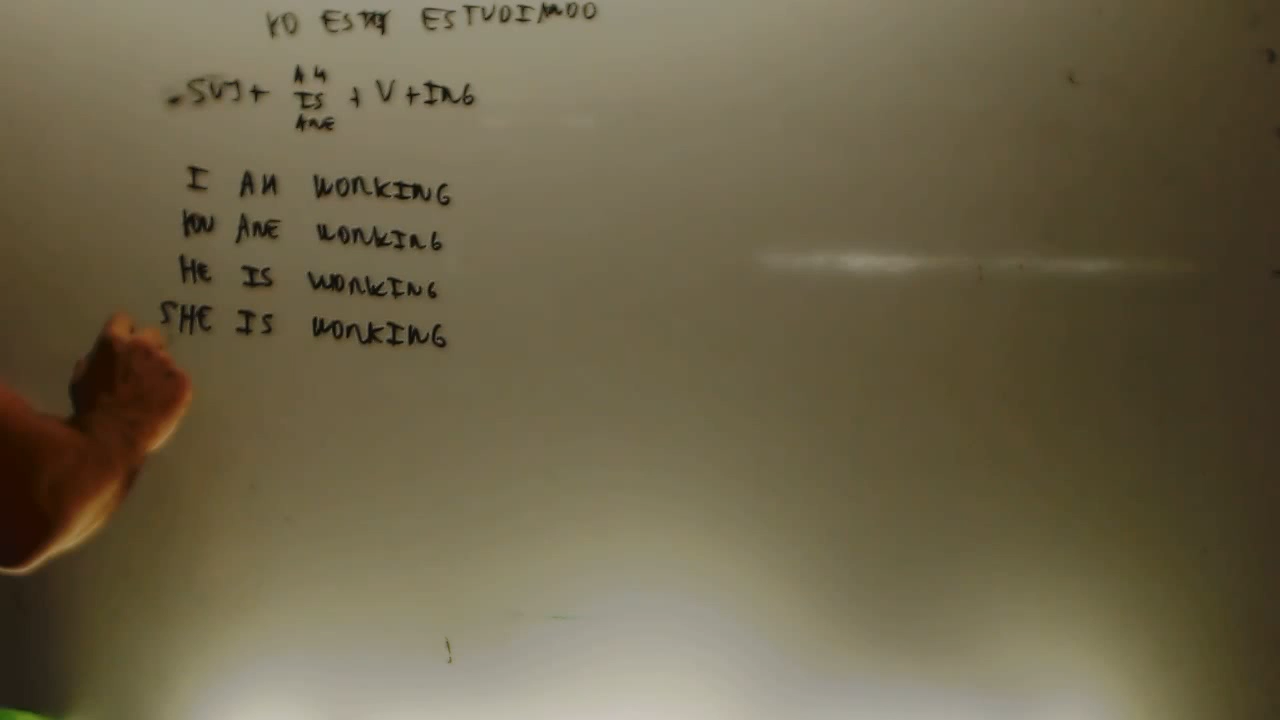 YO ESTOY ESTUDIANDO
SUJ + AM IS ARE + V + ING
I AM WORKING
YOU ARE WORKING
HE IS WORKING
SHE IS WORKING